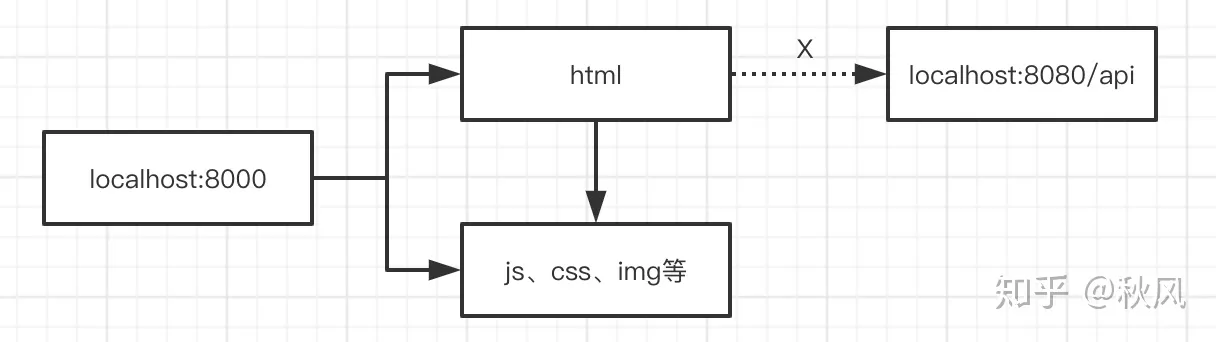 html
X
localhost:8080/api
localhost:8000
js、css、img等
知乎 @秋风